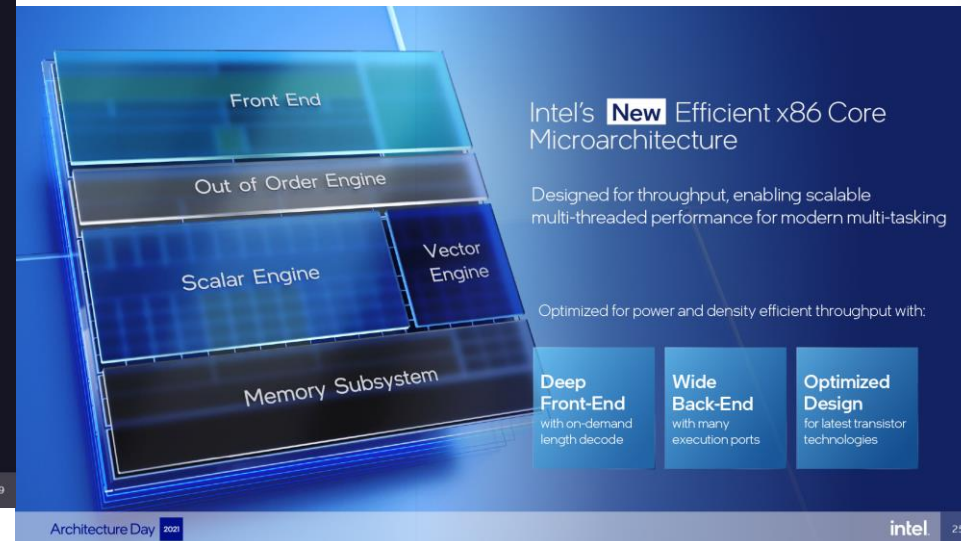 Front End
Out of Order Engine
Scalar Engine
Vector
Engine
Memory Subsystem
Intel's New Efficient x86 Core
Microarchitecture
Designed for throughput, enabling scalable
multi-threaded performance for modern multi-tasking
Optimized for power and density efficient throughput with:
Deep
Front-End
with on-demand
length decode
Wide
Back-End
with many
execution ports
Optimized
Design
for latest transistor
technologies
9
Architecture Day 2021
intel. 25